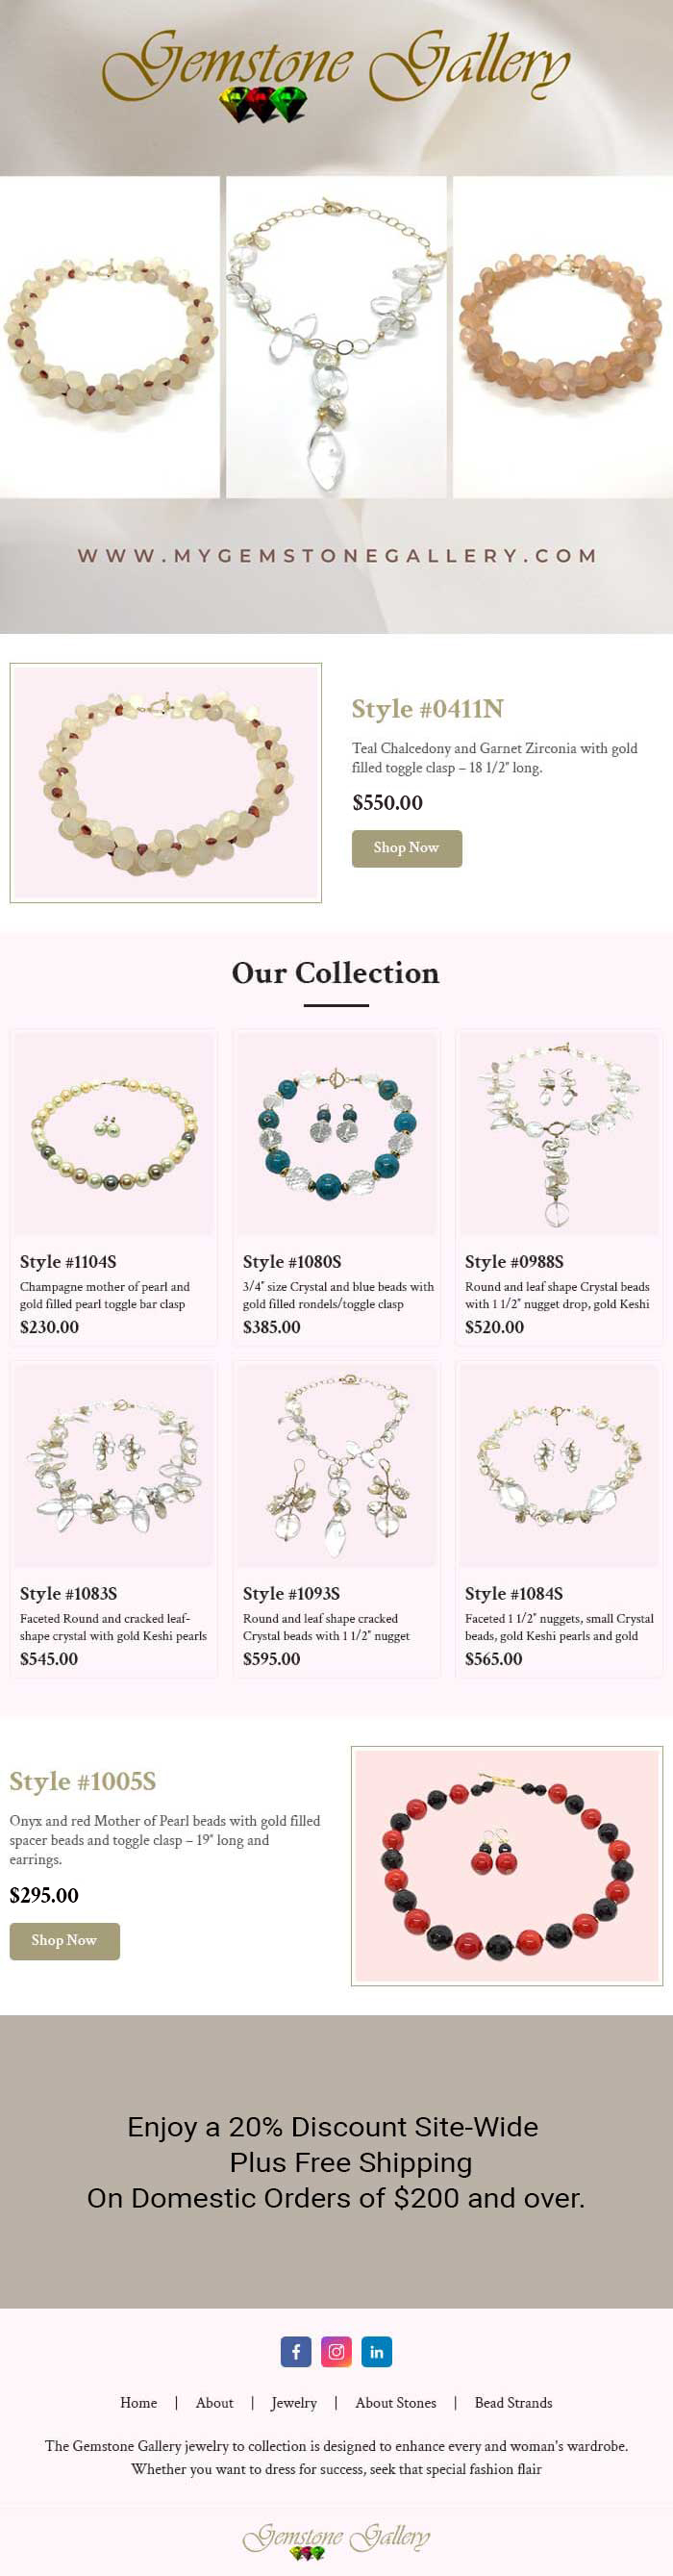 Gemstone Gallery
WWW.MYGEMSTONEGALLERY.COM
Style #0411N
Teal Chalcedony and Garnet Zirconia with gold
filled toggle clasp – 18 1/2" long.
$550.00
Shop Now
Our Collection
Style #1104S
Champagne mother of pearl and
gold filled pearl toggle bar clasp
$230.00
Style #1080S
3/4" size Crystal and blue beads with
gold filled rondels/toggle clasp
$385.00
Style #0988S
Round and leaf shape Crystal beads
with 1 1/2" nugget drop, gold Keshi
$520.00
Style #1083S
Faceted Round and cracked leaf-
shape crystal with gold Keshi pearls
$545.00
Style #1093S
Round and leaf shape cracked
Crystal beads with 1 1/2" nugget
$595.00
Style #1084S
Faceted 1 1/2" nuggets, small Crystal
beads, gold Keshi pearls and gold
$565.00
Style #1005S
Onyx and red Mother of Pearl beads with gold filled
spacer beads and toggle clasp – 19" long and
earrings.
$295.00
Shop Now
Enjoy a 20% Discount Site-Wide
Plus Free Shipping
On Domestic Orders of $200 and over.
Home | About | Jewelry | About Stones | Bead Strands
The Gemstone Gallery jewelry to collection is designed to enhance every and woman's wardrobe.
Whether you want to dress for success, seek that special fashion flair
Gemstone Gallery